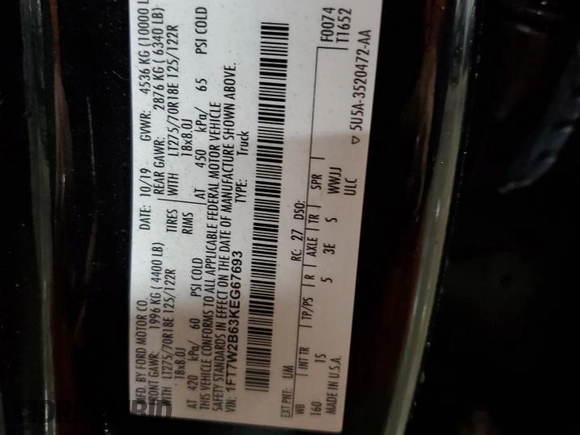 MFD. BY FORD MOTOR CO.
DATE: 10/19 GVWR: 4536 KG (10000 L
FRONT GAWR: 1996 KG ( 4400 LB) REAR GAWR: 2876 KG ( 6340 LB)
WITH LT275/70R18E 125/122R TIRES WITH LT275/70R18E 125/122R
18x8.0J RIMS 18x8.0J
AT 420 kPa/ 60 PSI COLD AT 450 kPa/ 65 PSI COLD
THIS VEHICLE CONFORMS TO ALL APPLICABLE FEDERAL MOTOR VEHICLE
SAFETY STANDARDS IN EFFECT ON THE DATE OF MANUFACTURE SHOWN ABOVE.
VIN: 1FT7W2B63KEG67693 TYPE: Truck
F0074
T1652
EXT PNT: UM RC: 27 DSO:
WB INT TR TP/PS R AXLE TR SPR
160 IS 5 3E S WWJJ
MADE IN U.S.A. ULC
5U5A-3520472-AA